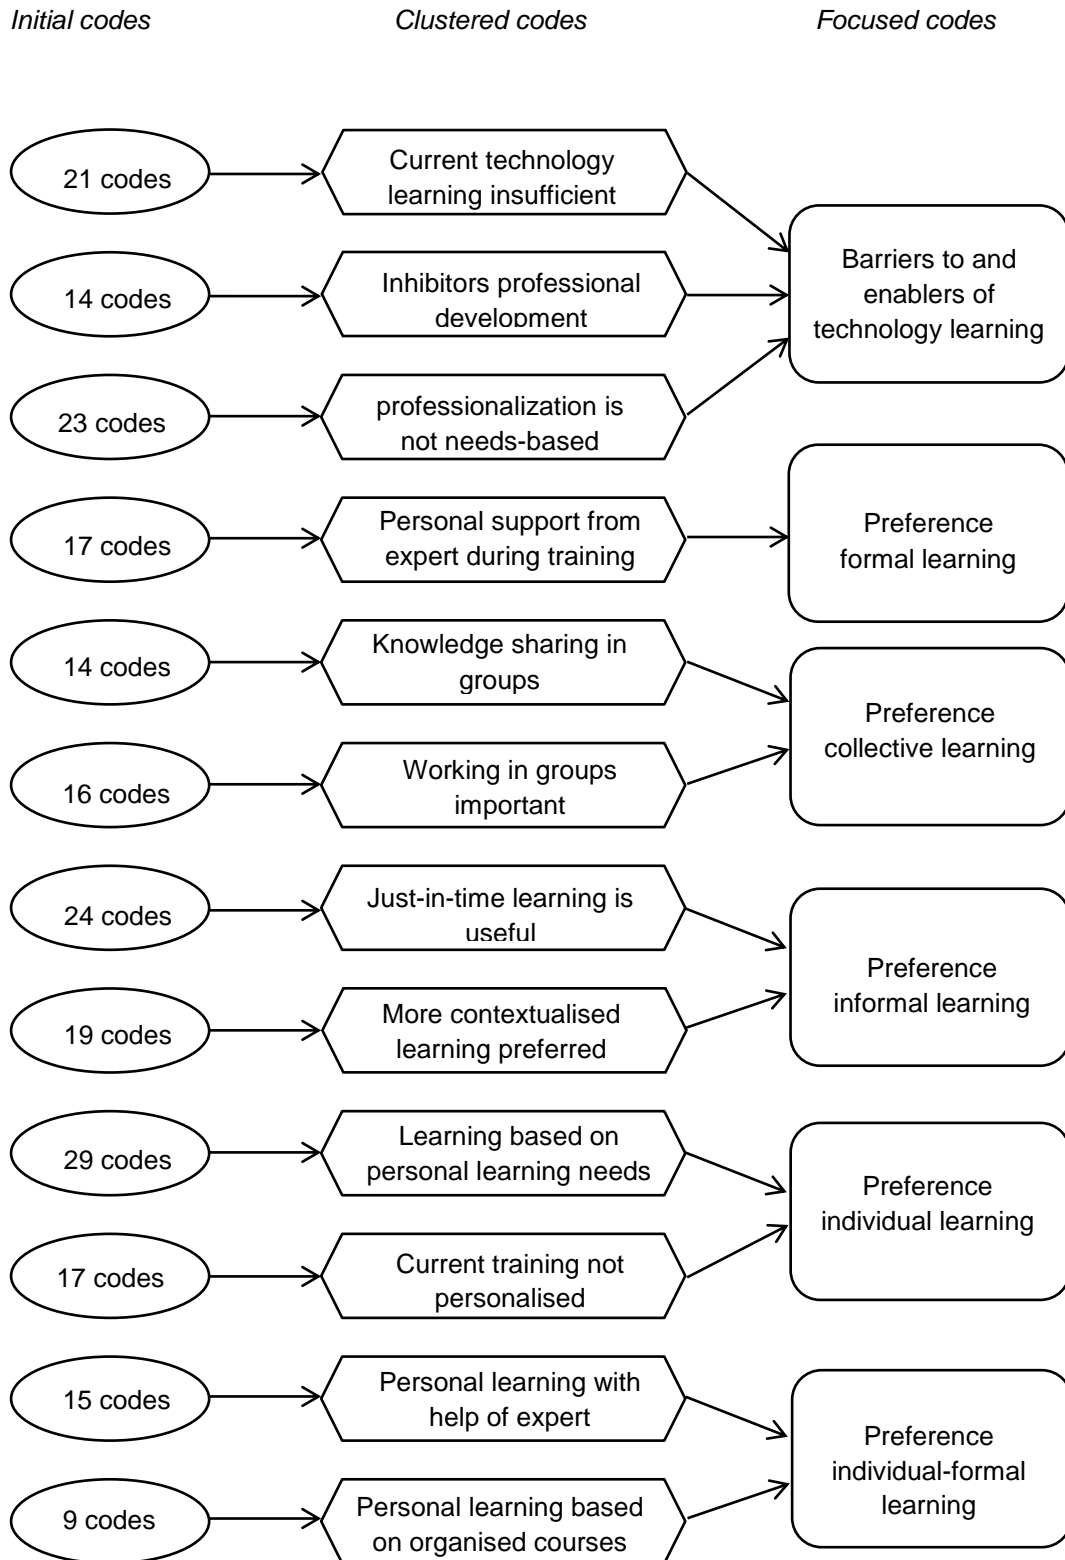 Initial codes
Clustered codes
Focused codes
21 codes
Current technology
learning insufficient
14 codes
Inhibitors professional
development
23 codes
professionalization is
not needs-based
Barriers to and
enablers of
technology learning
17 codes
Personal support from
expert during training
Preference
formal learning
14 codes
Knowledge sharing in
groups
16 codes
Working in groups
important
Preference
collective learning
24 codes
Just-in-time learning is
useful
19 codes
More contextualised
learning preferred
Preference
informal learning
29 codes
Learning based on
personal learning needs
17 codes
Current training not
personalised
Preference
individual learning
15 codes
Personal learning with
help of expert
9 codes
Personal learning based
on organised courses
Preference
individual-formal
learning